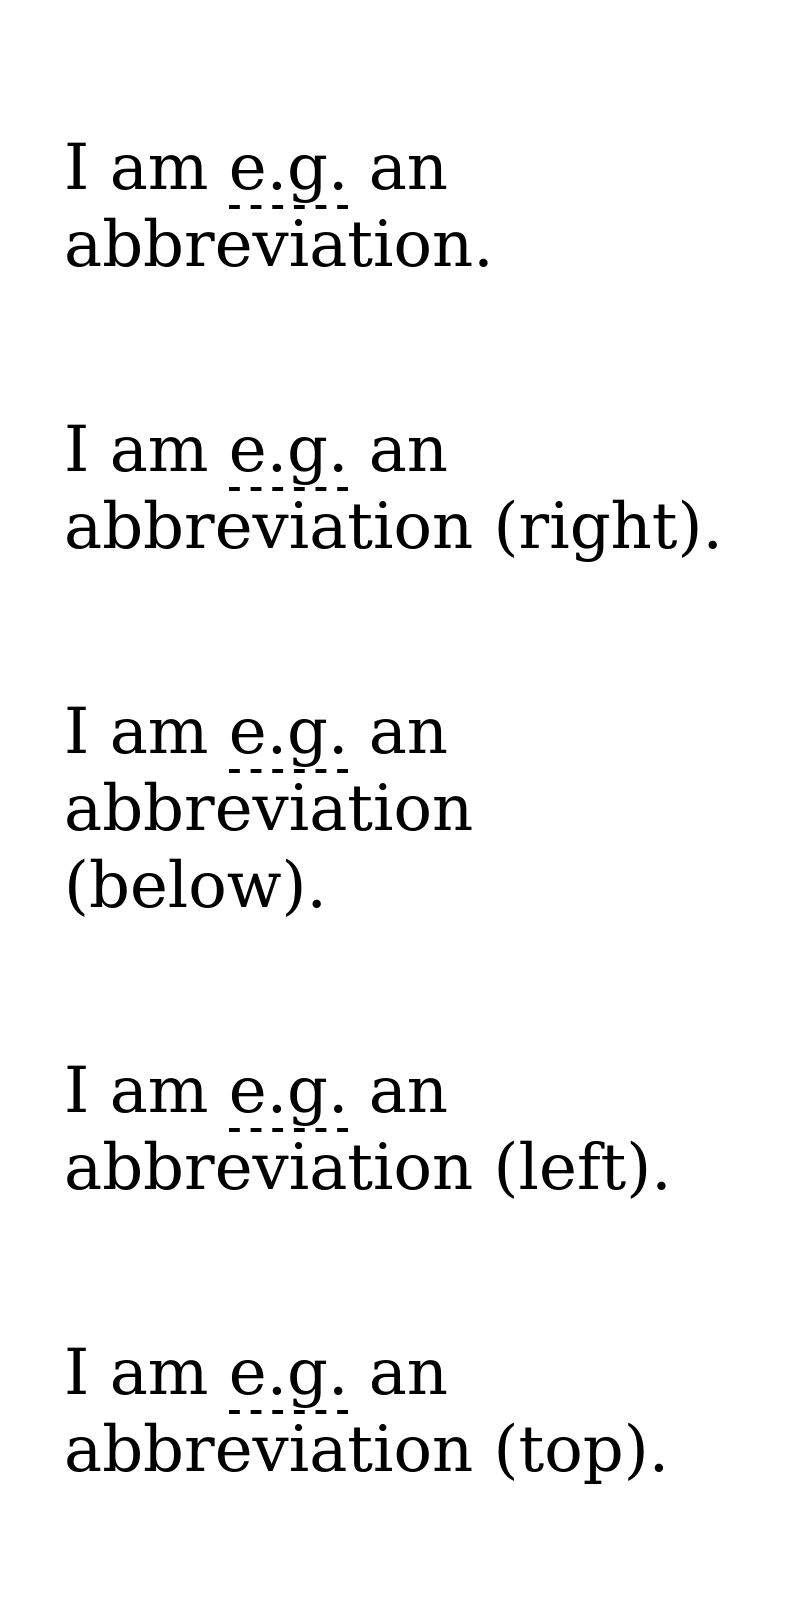 I am e.g. an
abbreviation.
I am e.g. an
abbreviation (right).
I am e.g. an
abbreviation
(below).
I am e.g. an
abbreviation (left).
I am e.g. an
abbreviation (top).